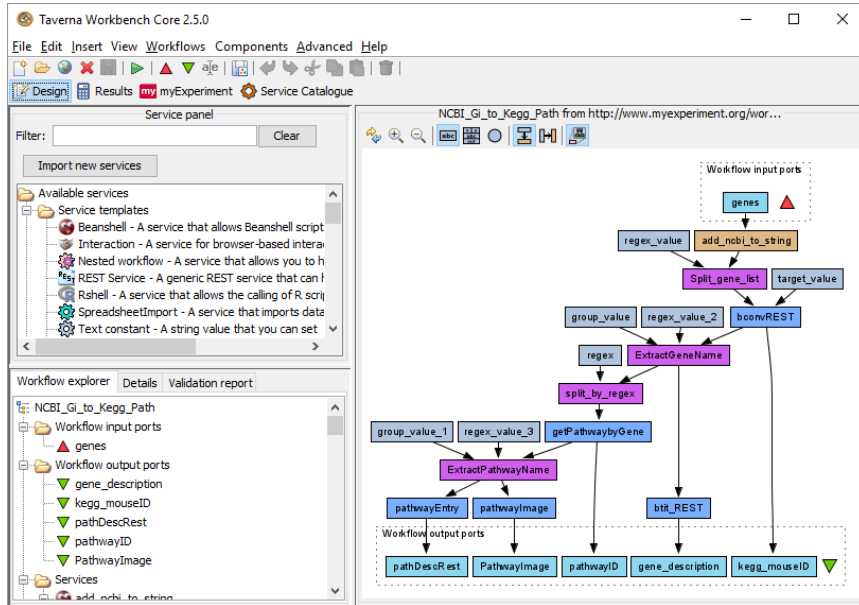 Taverna Workbench Core 2.5.0
File Edit Insert View Workflows Components Advanced Help
Design Results my myExperiment Service Catalogue
Service panel
Filter: Clear
Import new services
Available services
Service templates
Beanshell - A service that allows Beanshell script
Interaction - A service for browser-based intera
Nested workflow - A service that allows you to h
REST REST Service - A generic REST service that can h
Rshell - A service that allows the calling of R scri
SpreadsheetImport - A service that imports data
Text constant - A string value that you can set
Workflow explorer Details Validation report
NCBI_Gi_to_Kegg_Path
Workflow input ports
genes
Workflow output ports
gene_description
kegg_mouseID
pathDescRest
pathwayID
PathwayImage
Services
add_ncbi_to_string
NCBI_Gi_to_Kegg_Path from http://www.myexperiment.org/wor...
abc
Workflow input ports
genes
regex_value add_ncbi_to_string
Split_gene_list target_value
group_value regex_value_2 bconvREST
regex ExtractGeneName
split_by_regex
group_value_1 regex_value_3 getPathwaybyGene
ExtractPathwayName
pathwayEntry pathwayImage btit_REST
Workflow output ports
pathDescRest PathwayImage pathwayID gene_description kegg_mouseID